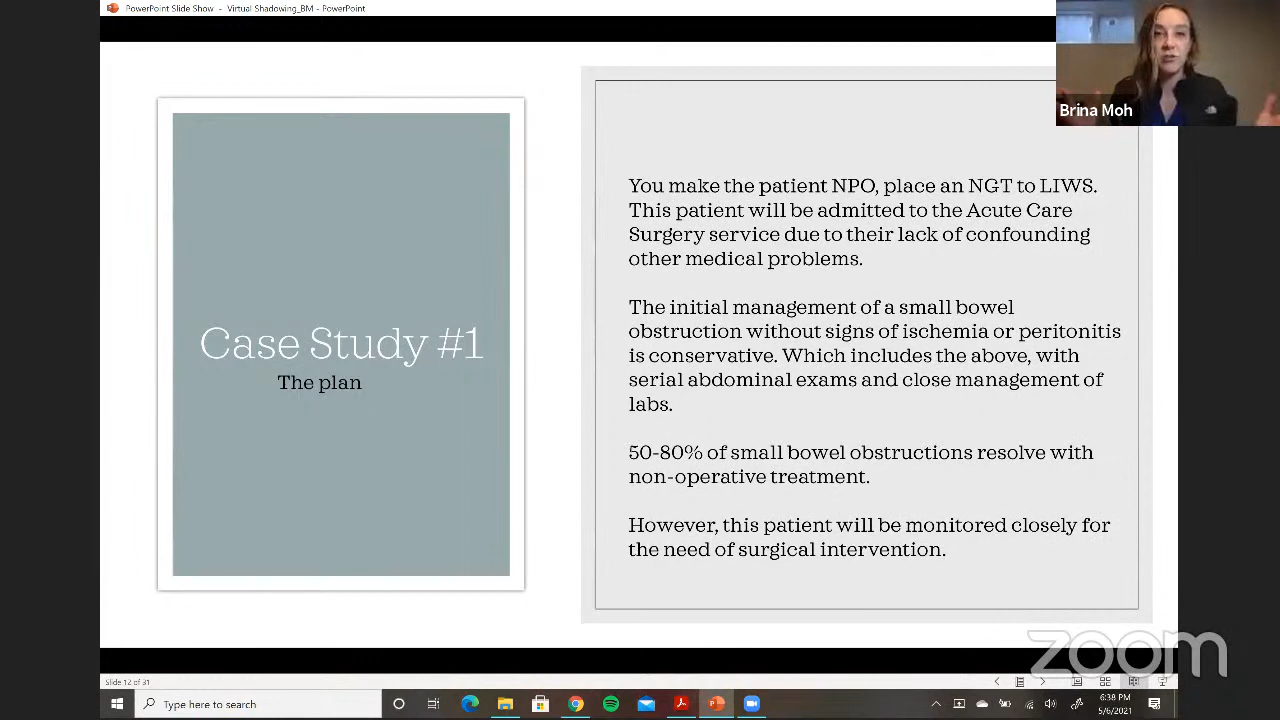 PowerPoint Slide Show - Virtual Shadowing_BM - PowerPoint
Brina Moh
Case Study #1
The plan
You make the patient NPO, place an NGT to LIWS.
This patient will be admitted to the Acute Care
Surgery service due to their lack of confounding
other medical problems.
The initial management of a small bowel
obstruction without signs of ischemia or peritonitis
is conservative. Which includes the above, with
serial abdominal exams and close management of
labs.
50-80% of small bowel obstructions resolve with
non-operative treatment.
However, this patient will be monitored closely for
the need of surgical intervention.
zoom
Slide 12 of 31
Type here to search
6:38 PM
5/6/2021